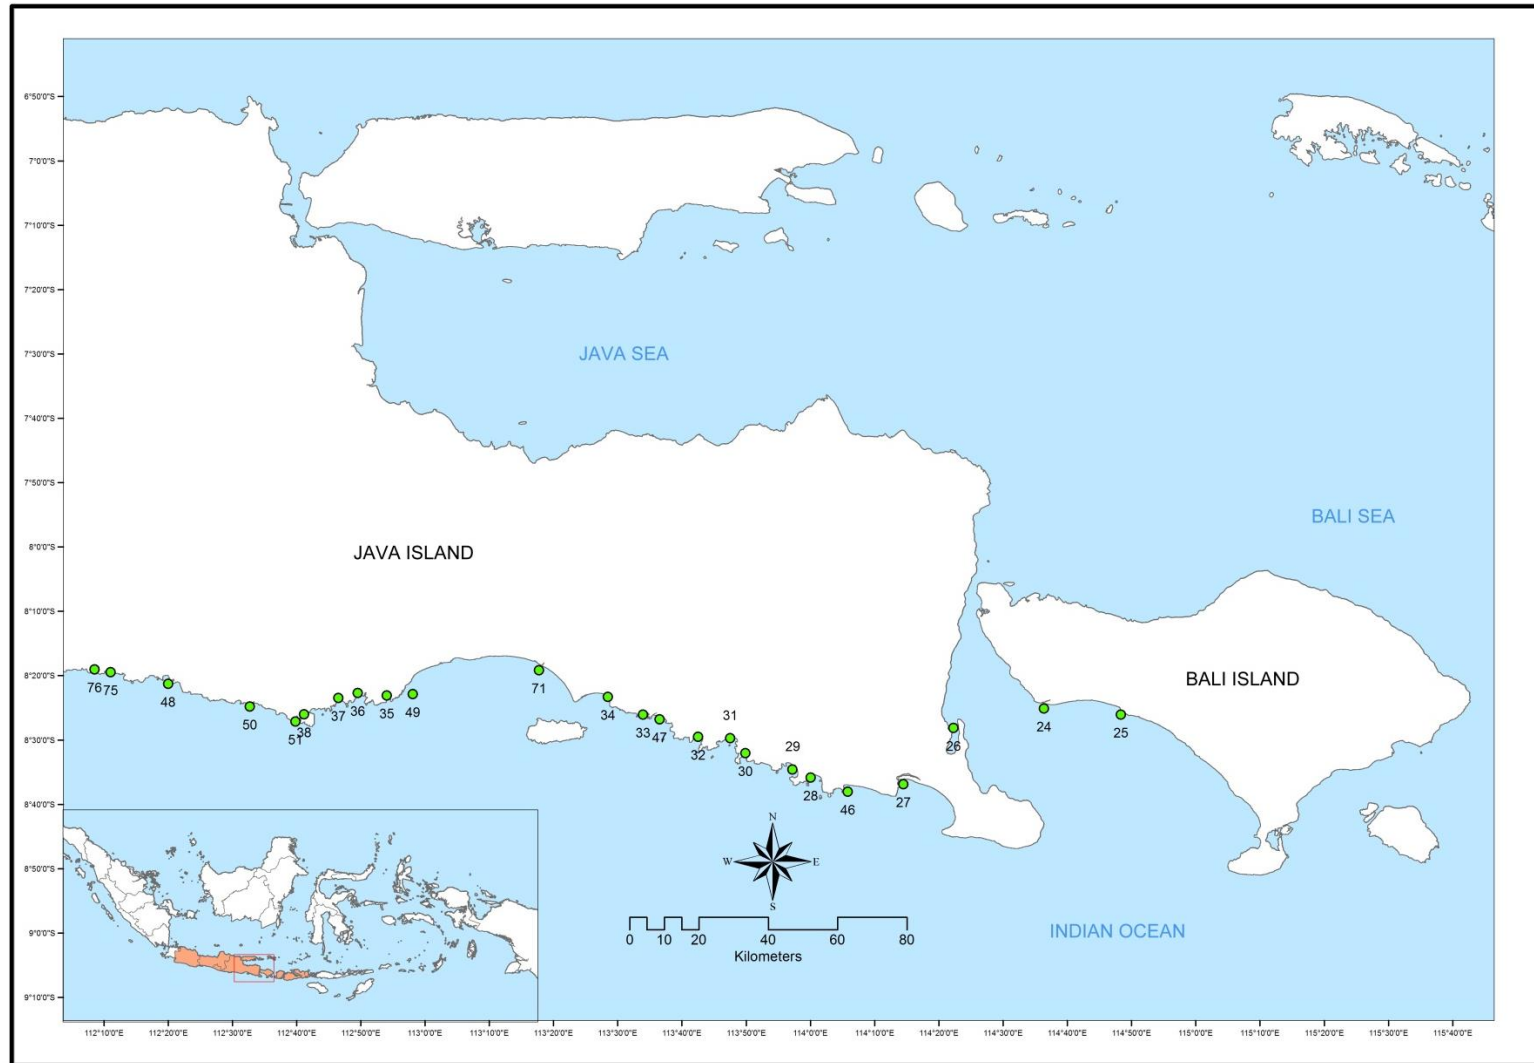 6°50'0"S
7°0'0"S
7°10'0"S
7°20'0"S
7°30'0"S
JAVA SEA
7°40'0"S
7°50'0"S
BALI SEA
8°0'0"S
JAVA ISLAND
8°10'0"S
8°20'0"S
BALI ISLAND
76 75 48 50 51 38 37 36 35 49 71 34 33 47 32 31 30 29 28 46 27 26 24 25
8°30'0"S
8°40'0"S
N
W E
S
8°50'0"S
9°0'0"S
INDIAN OCEAN
0 10 20 40 60 80
Kilometers
9°10'0"S
112°10'0"E 112°20'0"E 112°30'0"E 112°40'0"E 112°50'0"E 113°0'0"E 113°10'0"E 113°20'0"E 113°30'0"E 113°40'0"E 113°50'0"E 114°0'0"E 114°10'0"E 114°20'0"E 114°30'0"E 114°40'0"E 114°50'0"E 115°0'0"E 115°10'0"E 115°20'0"E 115°30'0"E 115°40'0"E